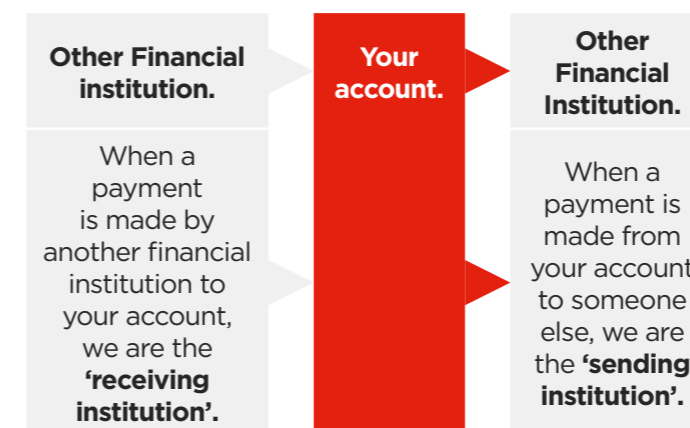 Other Financial
institution.
When a
payment
is made by
another financial
institution to
your account,
we are the
‘receiving
institution’.
Your
account.
Other
Financial
Institution.
When a
payment is
made from
your account
to someone
else, we are
the ‘sending
institution’.